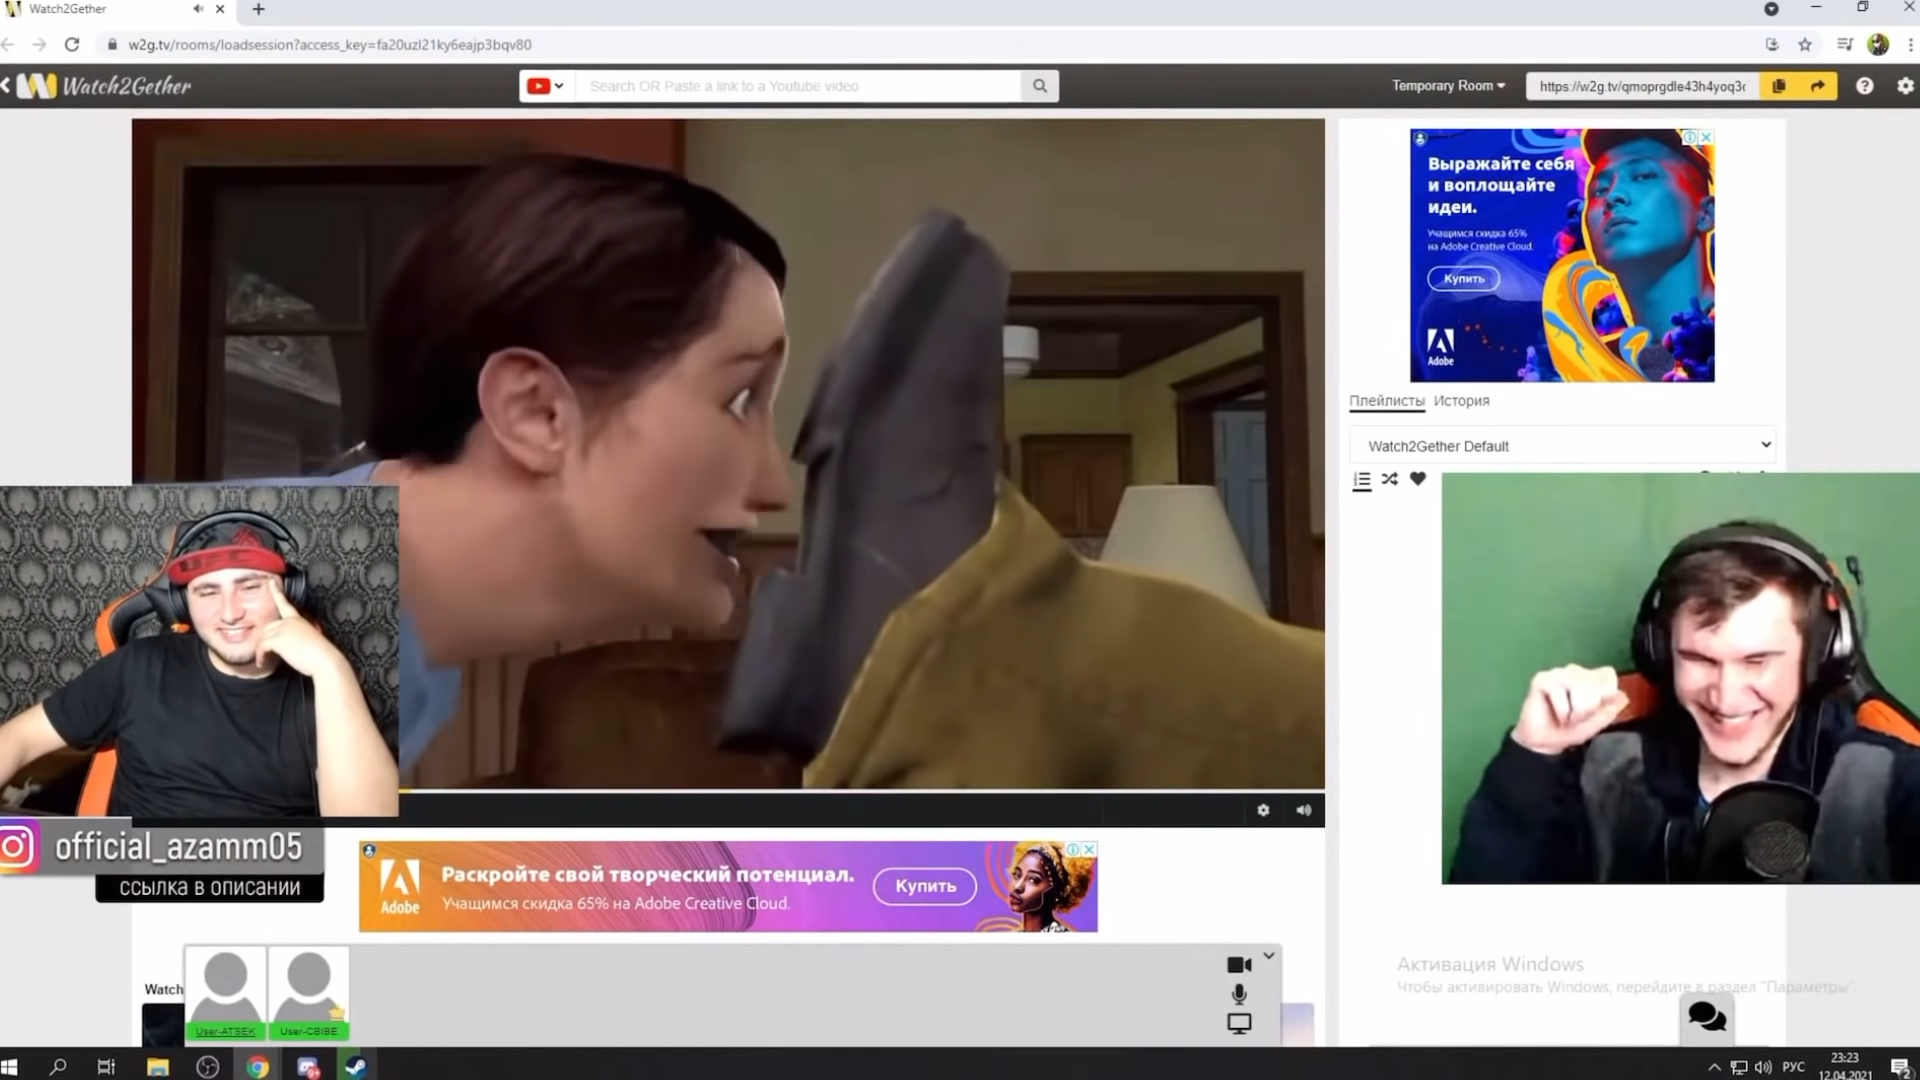 Watch2Gether
w2g.tv/rooms/loadsession?access_key=fa20uzl21ky6eajp3bqv80
Watch2Gether
Search OR Paste a link to a Youtube video
Temporary Room
https://w2g.tv/qmoprgdle43h4yoq3
Выражайте себя
и воплощайте
идеи.
Учащимся скидка 65%
на Adobe Creative Cloud.
Купить
Adobe
Плейлисты
История
Watch2Gether Default
UFC
official_azamm05
ссылка в описании
Adobe
Раскройте свой творческий потенциал.
Учащимся скидка 65% на Adobe Creative Cloud.
Купить
Watch
User-ATSEK
User-CBIBE
Активация Windows
Чтобы активировать Windows, перейдите в раздел "Параметры".
РУС
23:23
12.04.2021
2